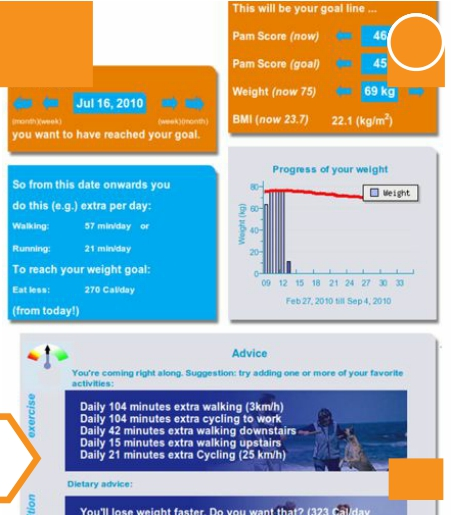 This will be your goal line ...
Pam Score (now) 46
Pam Score (goal) 45
Weight (now 75) 69 kg
BMI (now 23.7) 22.1 (kg/m²)
Jul 16, 2010
(month)(week) (week)(month)
you want to have reached your goal.
So from this date onwards you
do this (e.g.) extra per day:
Walking: 57 min/day or
Running: 21 min/day
To reach your weight goal:
Eat less: 270 Cal/day
(from today!)
Progress of your weight
Weight (kg)
80
60
40
20
0
Weight
09 12 15 18 21 24 27 30 33
Feb 27, 2010 till Sep 4, 2010
Advice
You're coming right along. Suggestion: try adding one or more of your favorite
activities:
exercise
Daily 104 minutes extra walking (3km/h)
Daily 104 minutes extra cycling to work
Daily 42 minutes extra walking downstairs
Daily 15 minutes extra walking upstairs
Daily 21 minutes extra Cycling (25 km/h)
Dietary advice:
tion
You'll lose weight faster. Do you want that? (323 Cal/day